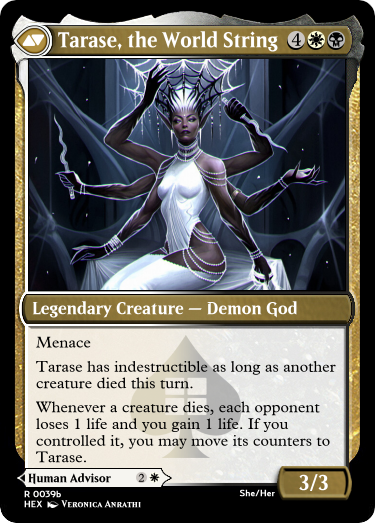 Tarase, the World String 4
Legendary Creature — Demon God
Menace
Tarase has indestructible as long as another
creature died this turn.
Whenever a creature dies, each opponent
loses 1 life and you gain 1 life. If you
controlled it, you may move its counters to
Tarase.
Human Advisor 2
3/3
R 0039b
HEX Veronica Anrathi
She/Her